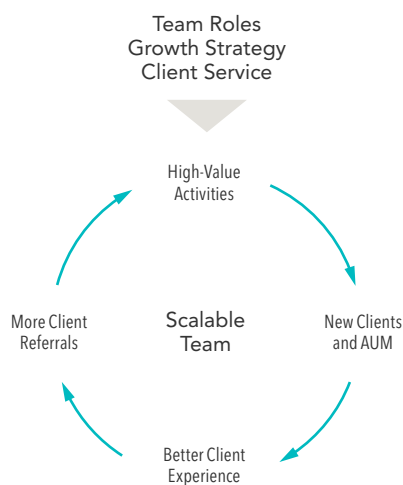 Team Roles
Growth Strategy
Client Service
High-Value
Activities
More Client
Referrals
Scalable
Team
New Clients
and AUM
Better Client
Experience